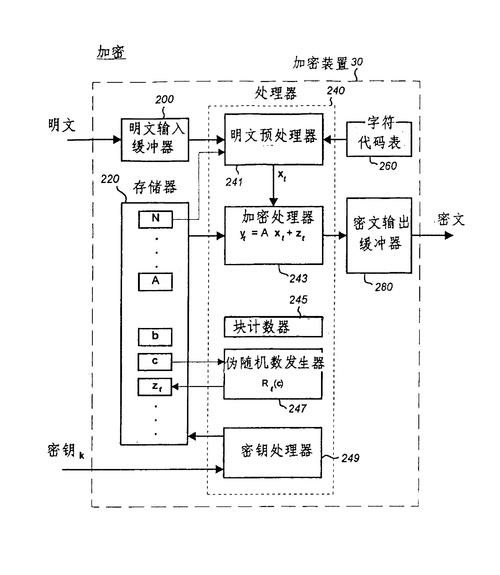 加密
加密装置 30
处理器
240
200
明文
明文输入
缓冲器
明文预处理器
241
字符
代码表
260
220
存储器
x_t
N
A
b
c
z_t
加密处理器
y_t = A x_t + z_t
243
密文输出
缓冲器
280
密文
245
块计数器
伪随机数发生器
R_t(c)
247
密钥 k
密钥处理器
249